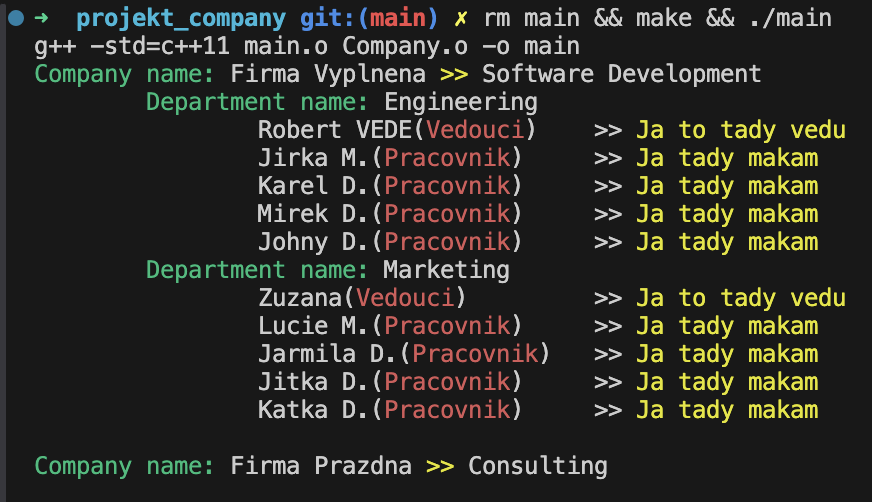 ➜ projekt_company git:(main) ✗ rm main && make && ./main
g++ -std=c++11 main.o Company.o -o main
Company name: Firma Vyplnena >> Software Development
Department name: Engineering
Robert VEDE(Vedouci) >> Ja to tady vedu
Jirka M.(Pracovnik) >> Ja tady makam
Karel D.(Pracovnik) >> Ja tady makam
Mirek D.(Pracovnik) >> Ja tady makam
Johny D.(Pracovnik) >> Ja tady makam
Department name: Marketing
Zuzana(Vedouci) >> Ja to tady vedu
Lucie M.(Pracovnik) >> Ja tady makam
Jarmila D.(Pracovnik) >> Ja tady makam
Jitka D.(Pracovnik) >> Ja tady makam
Katka D.(Pracovnik) >> Ja tady makam
Company name: Firma Prazdna >> Consulting